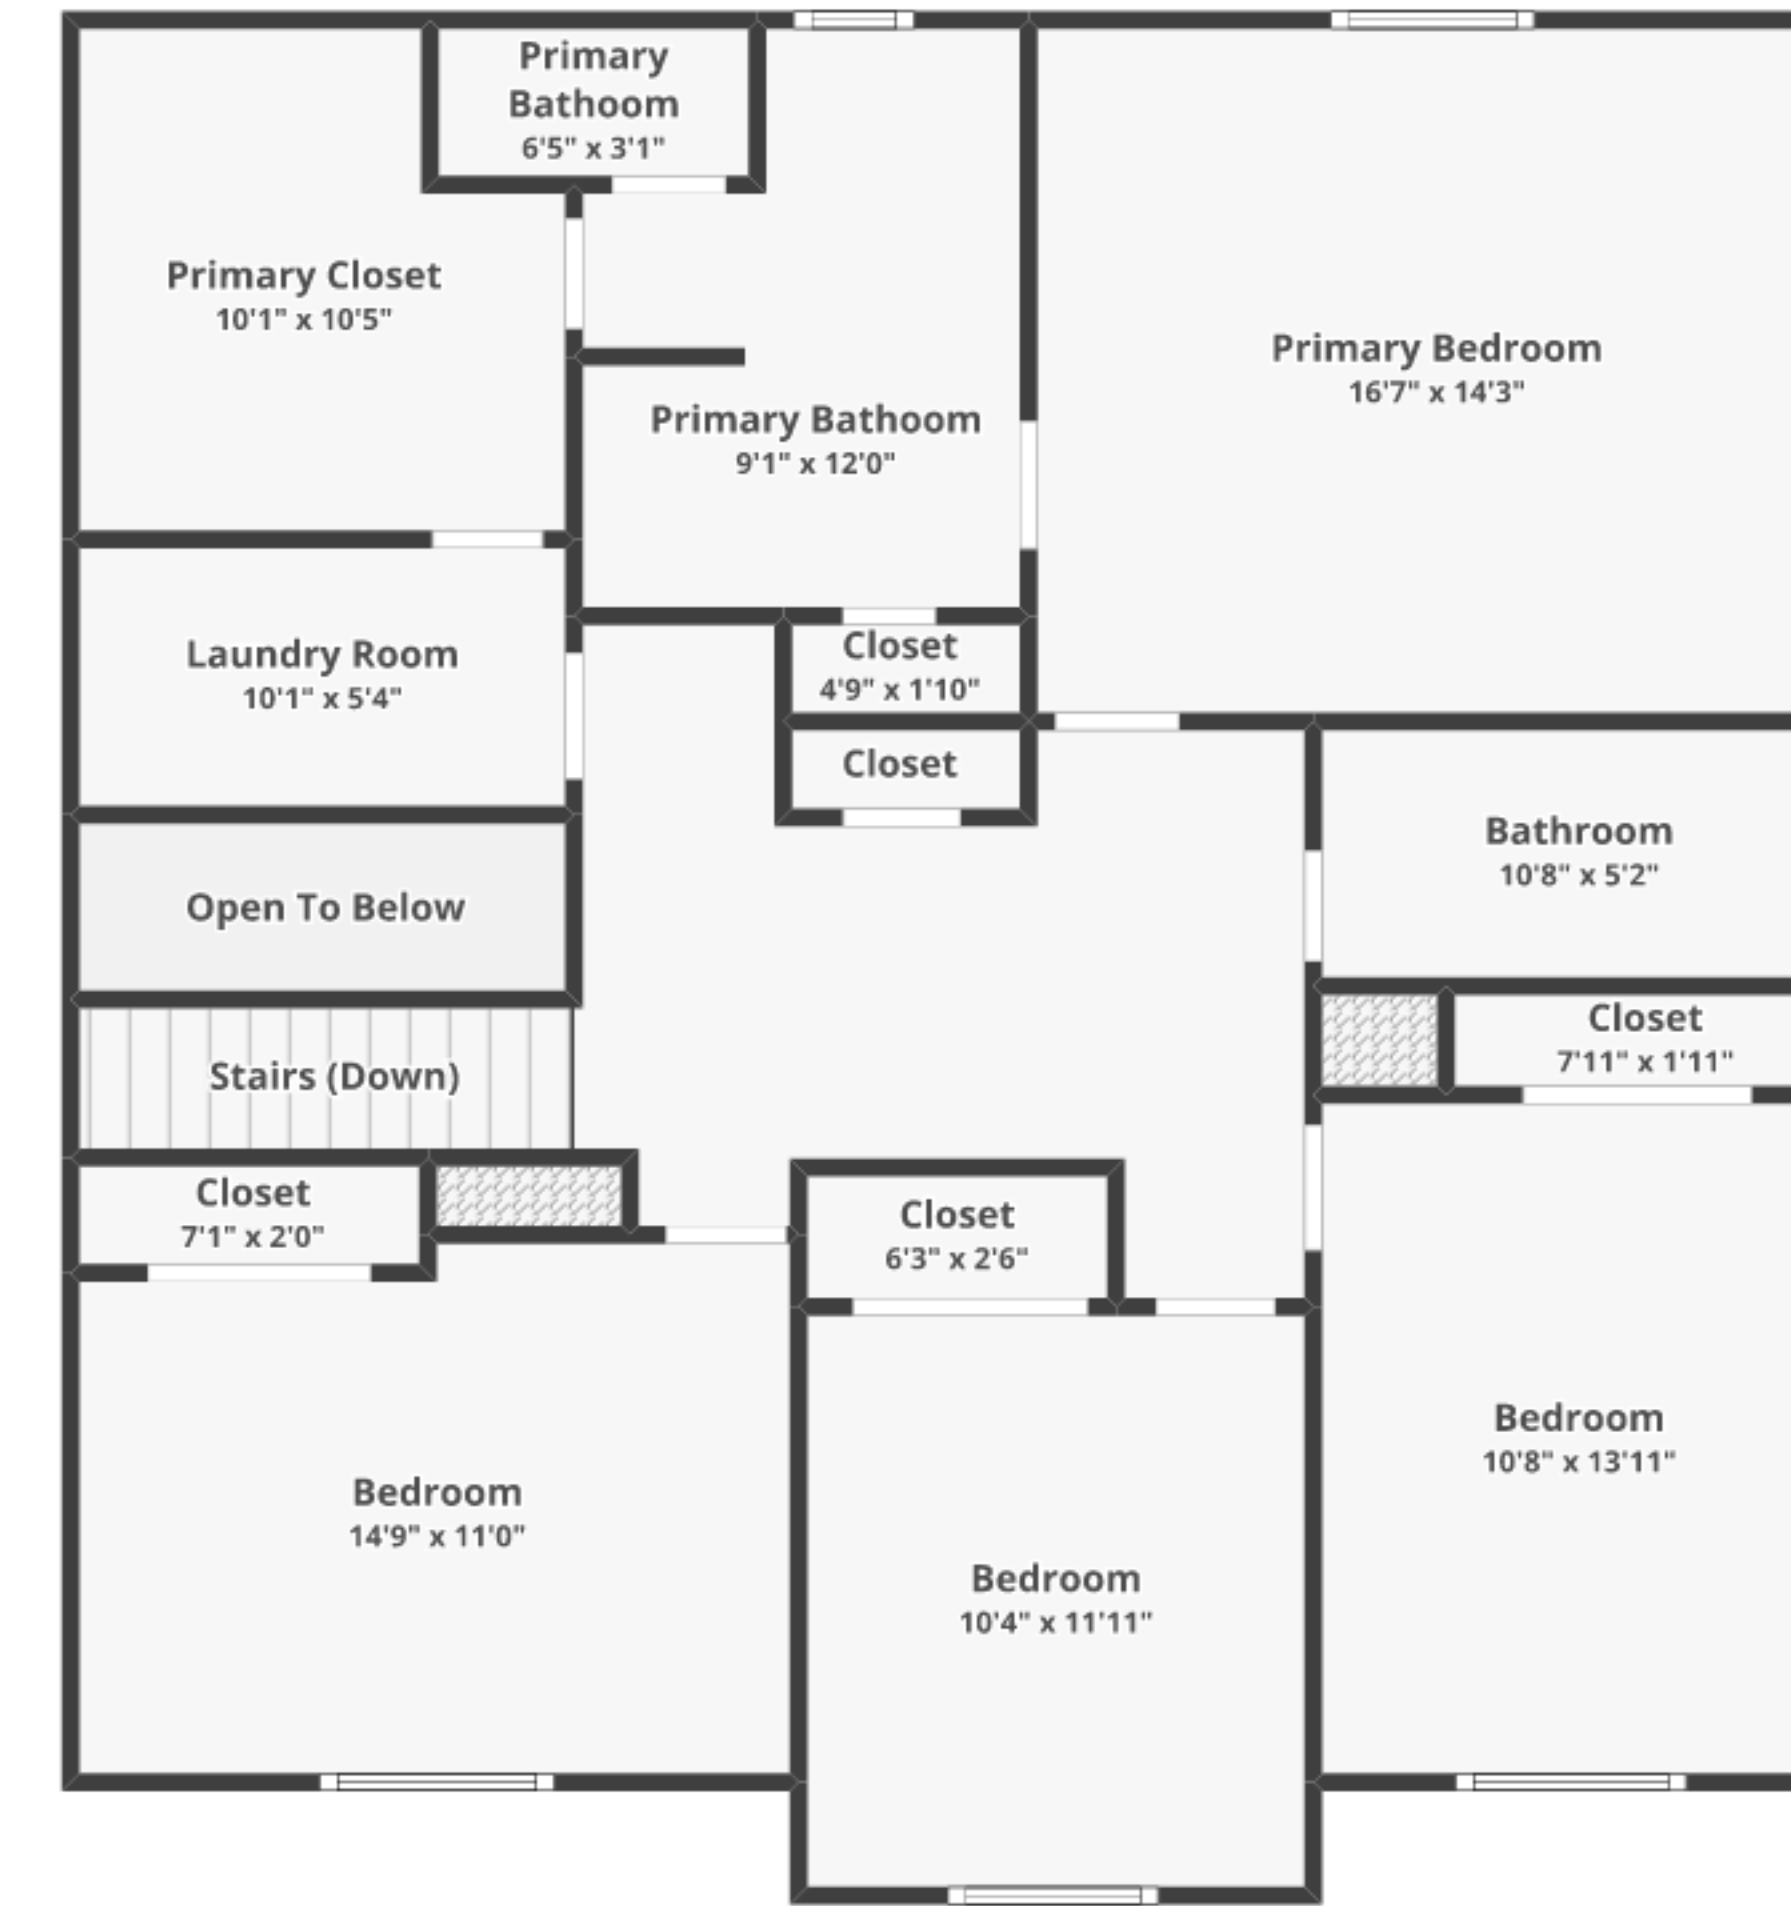 Primary
Bathoom
6'5" x 3'1"
Primary Closet
10'1" x 10'5"
Primary Bedroom
16'7" x 14'3"
Primary Bathoom
9'1" x 12'0"
Laundry Room
10'1" x 5'4"
Closet
4'9" x 1'10"
Closet
Bathroom
10'8" x 5'2"
Open To Below
Closet
7'11" x 1'11"
Stairs (Down)
Closet
7'1" x 2'0"
Closet
6'3" x 2'6"
Bedroom
10'8" x 13'11"
Bedroom
14'9" x 11'0"
Bedroom
10'4" x 11'11"